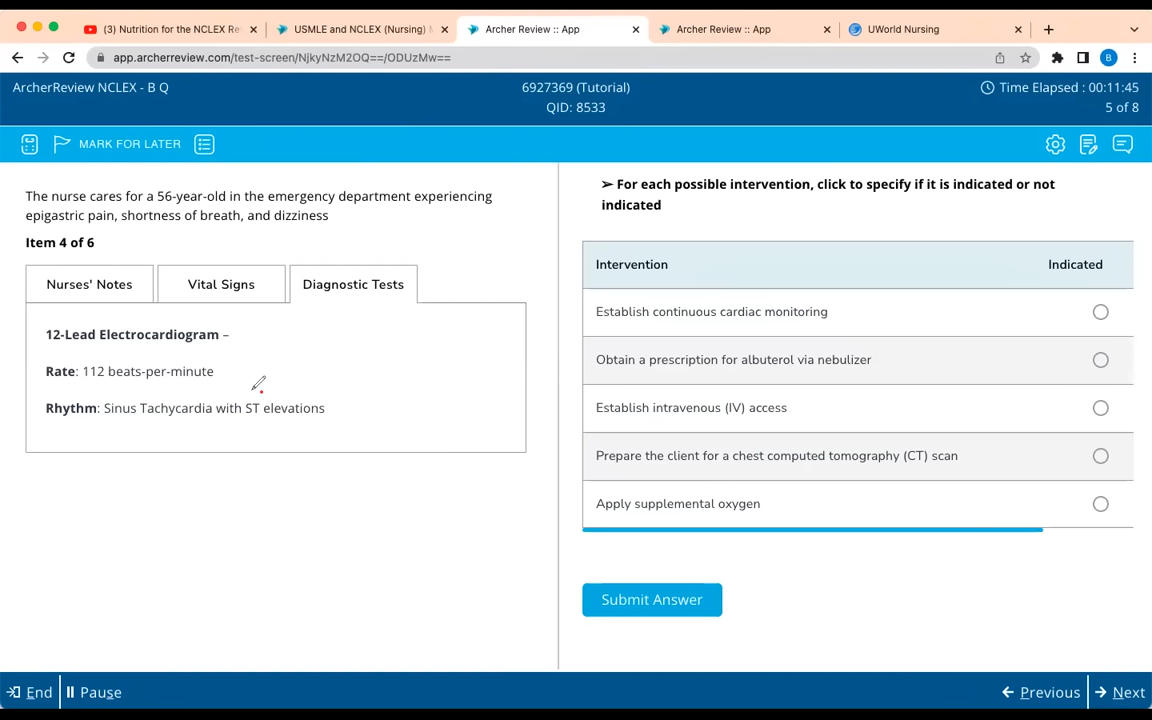 (3) Nutrition for the NCLEX Re
USMLE and NCLEX (Nursing)
Archer Review :: App
Archer Review :: App
UWorld Nursing
app.archerreview.com/test-screen/NjkyNzM2OQ==/ODUzMw==
B
ArcherReview NCLEX - B Q
6927369 (Tutorial)
QID: 8533
Time Elapsed : 00:11:45
5 of 8
MARK FOR LATER
The nurse cares for a 56-year-old in the emergency department experiencing
epigastric pain, shortness of breath, and dizziness
Item 4 of 6
Nurses' Notes
Vital Signs
Diagnostic Tests
12-Lead Electrocardiogram –
Rate: 112 beats-per-minute
Rhythm: Sinus Tachycardia with ST elevations
➢ For each possible intervention, click to specify if it is indicated or not
indicated
Intervention Indicated
Establish continuous cardiac monitoring
Obtain a prescription for albuterol via nebulizer
Establish intravenous (IV) access
Prepare the client for a chest computed tomography (CT) scan
Apply supplemental oxygen
Submit Answer
End
Pause
Previous
Next